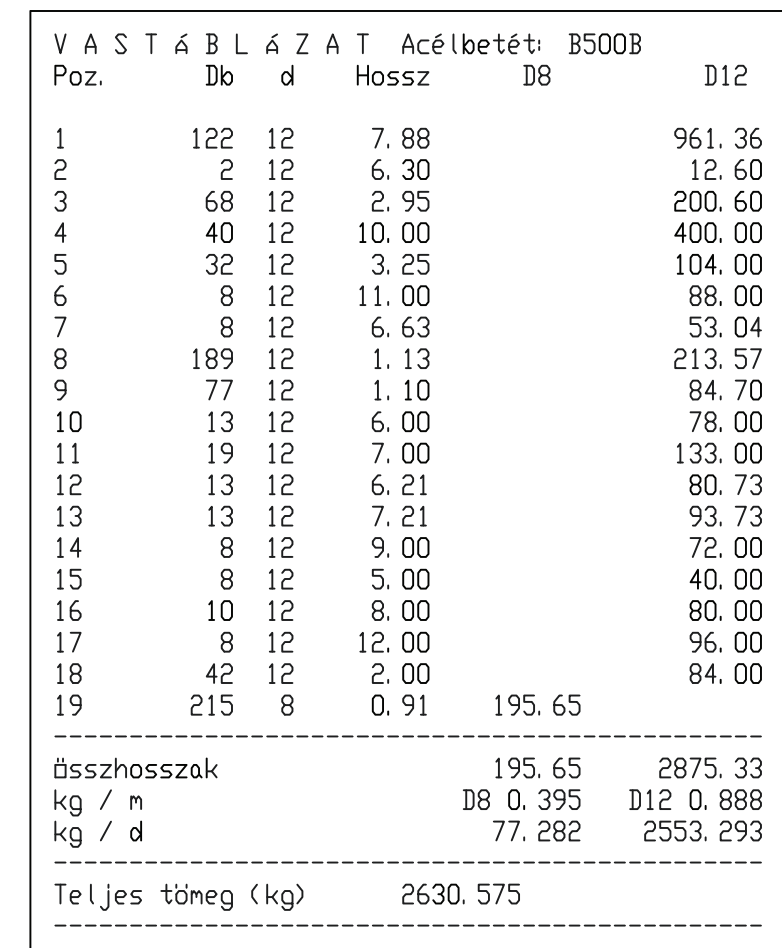 V A S T á B L á Z A T Acélbetét: B500B
Poz. Db d Hossz D8 D12
1 122 12 7.88 961.36
2 2 12 6.30 12.60
3 68 12 2.95 200.60
4 40 12 10.00 400.00
5 32 12 3.25 104.00
6 8 12 11.00 88.00
7 8 12 6.63 53.04
8 189 12 1.13 213.57
9 77 12 1.10 84.70
10 13 12 6.00 78.00
11 19 12 7.00 133.00
12 13 12 6.21 80.73
13 13 12 7.21 93.73
14 8 12 9.00 72.00
15 8 12 5.00 40.00
16 10 12 8.00 80.00
17 8 12 12.00 96.00
18 42 12 2.00 84.00
19 215 8 0.91 195.65
------------------------------------------------
össszhosszak 195.65 2875.33
kg / m D8 0.395 D12 0.888
kg / d 77.282 2553.293
------------------------------------------------
Teljes tömeg (kg) 2630.575
------------------------------------------------